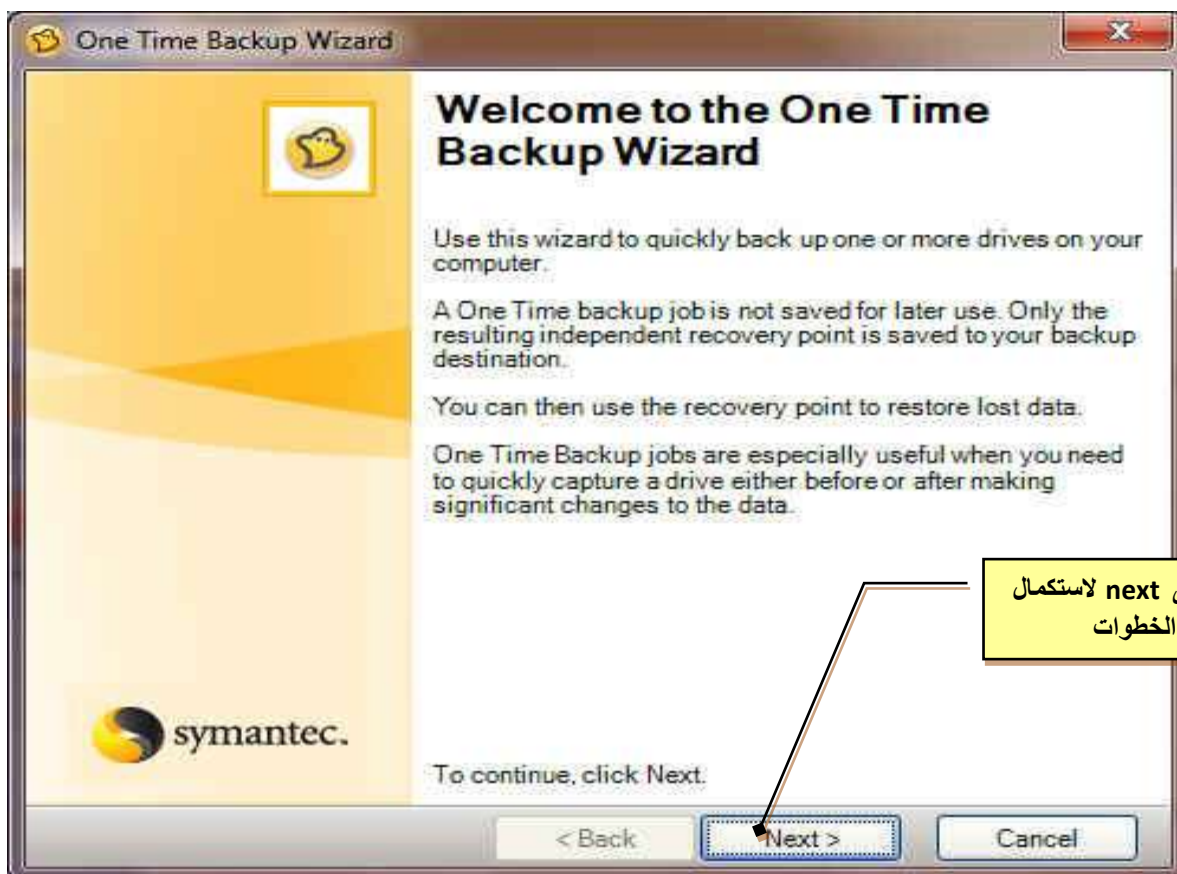 One Time Backup Wizard
Welcome to the One Time
Backup Wizard
Use this wizard to quickly back up one or more drives on your
computer.
A One Time backup job is not saved for later use. Only the
resulting independent recovery point is saved to your backup
destination.
You can then use the recovery point to restore lost data.
One Time Backup jobs are especially useful when you need
to quickly capture a drive either before or after making
significant changes to the data.
next لاستكمال
الخطوات
symantec.
To continue, click Next.
< Back Next > Cancel